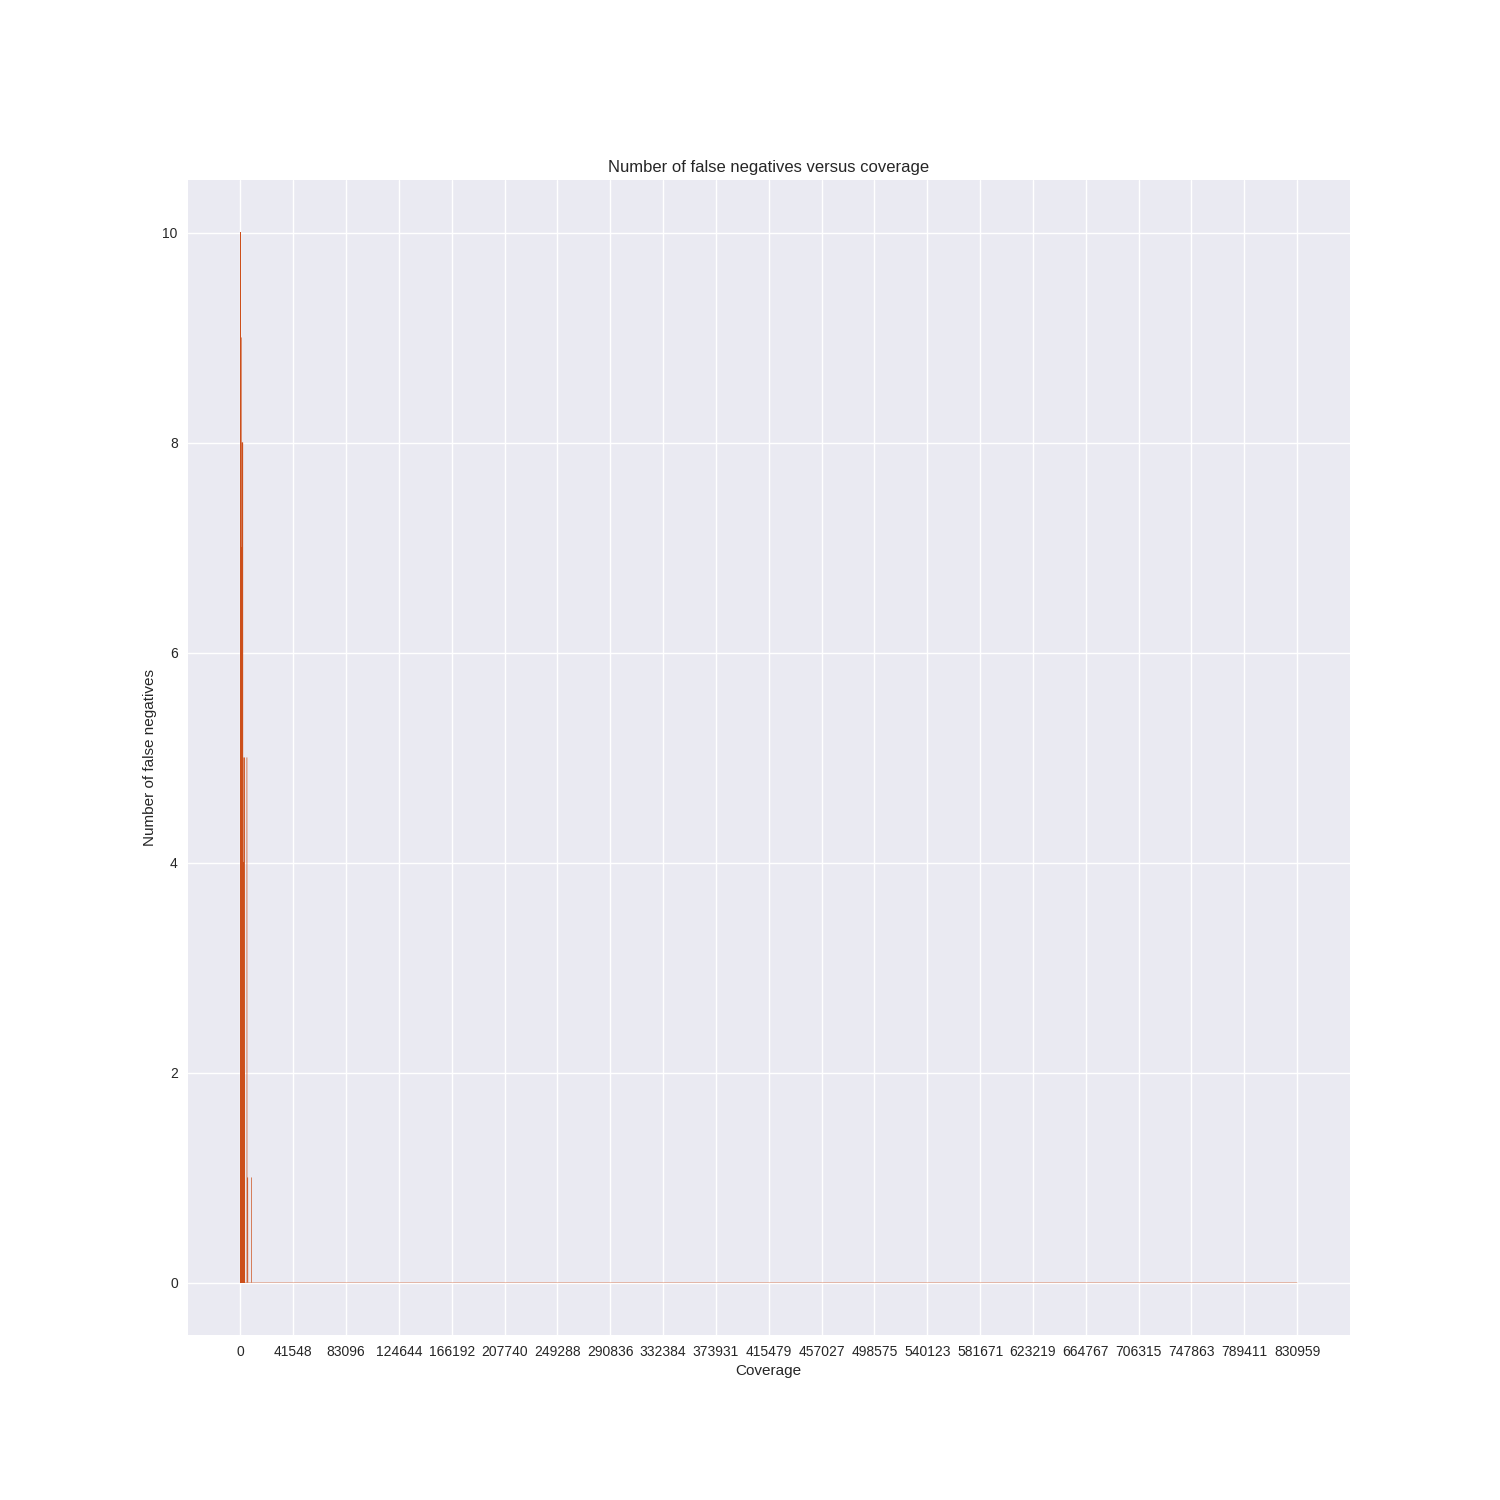 Number of false negatives versus coverage
10
8
6
4
2
0
Number of false negatives
0 41548 83096 124644 166192 207740 249288 290836 332384 373931 415479 457027 498575 540123 581671 623219 664767 706315 747863 789411 830959
Coverage